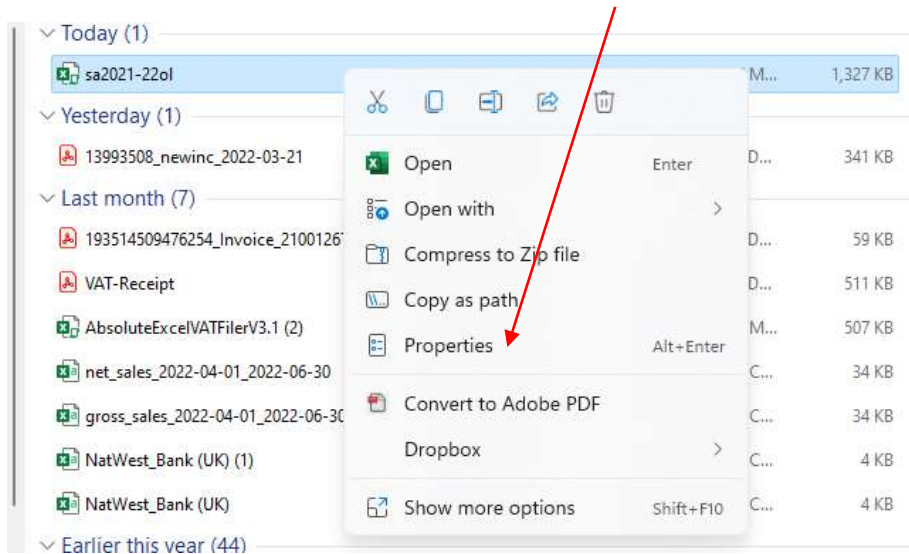 Today (1)
sa2021-22ol M... 1,327 KB
Yesterday (1)
13993508_newinc_2022-03-21 D... 341 KB
Open Enter
Last month (7)
Open with
193514509476254_Invoice_2100126 D... 59 KB
Compress to Zip file
VAT-Receipt D... 511 KB
Copy as path
AbsoluteExcelVATFilerV3.1 (2) M... 507 KB
Properties Alt+Enter
net_sales_2022-04-01_2022-06-30 C... 34 KB
Convert to Adobe PDF
gross_sales_2022-04-01_2022-06-30 C... 34 KB
Dropbox
NatWest_Bank (UK) (1) C... 4 KB
NatWest_Bank (UK) C... 4 KB
Show more options Shift+F10
Earlier this year (44)